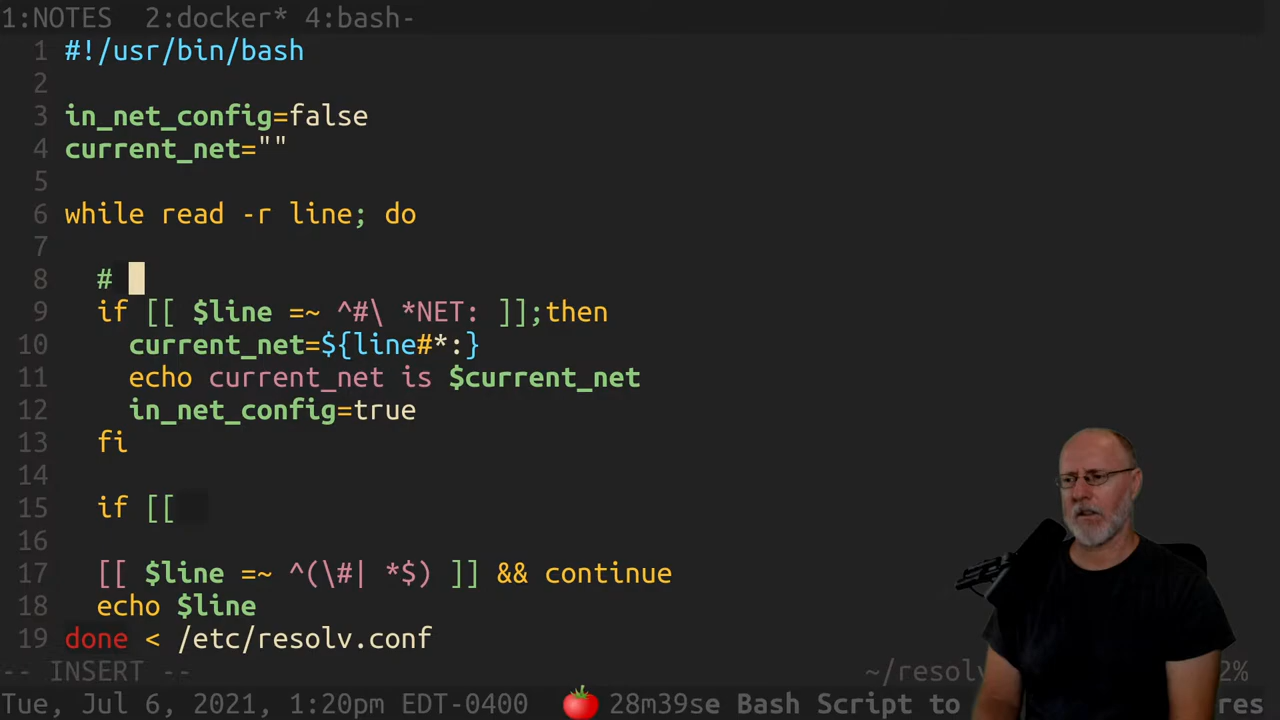 1:NOTES  2:docker* 4:bash-
1 #!/usr/bin/bash
2
3 in_net_config=false
4 current_net=""
5
6 while read -r line; do
7
8   #
9   if [[ $line =~ ^#\ *NET: ]];then
10     current_net=${line#*:}
11     echo current_net is $current_net
12     in_net_config=true
13   fi
14
15   if [[
16
17   [[ $line =~ ^(\#| *$) ]] && continue
18   echo $line
19 done < /etc/resolv.conf
-- INSERT --
Tue, Jul 6, 2021, 1:20pm EDT-0400 28m39se Bash Script to